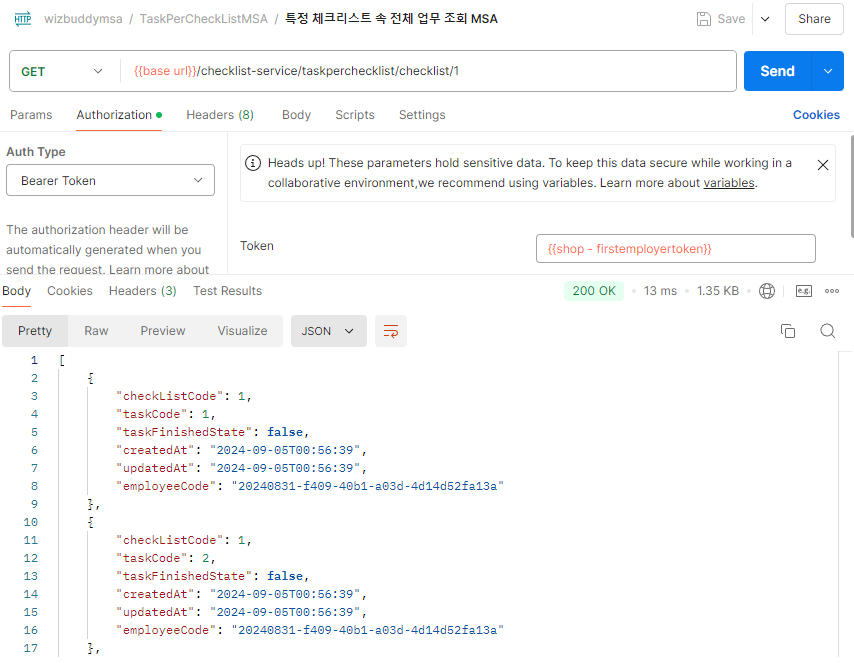 HTTP wizbuddymsa / TaskPerCheckListMSA / 특정 체크리스트 속 전체 업무 조회 MSA Save Share
GET {{base url}}/checklist-service/taskperchecklist/checklist/1 Send
Params Authorization Headers (8) Body Scripts Settings Cookies
Auth Type
Bearer Token
The authorization header will be
automatically generated when you
send the request. Learn more about
Heads up! These parameters hold sensitive data. To keep this data secure while working in a
collaborative environment,we recommend using variables. Learn more about variables.
Token {{shop - firstemployertoken}}
Body Cookies Headers (3) Test Results 200 OK 13 ms 1.35 KB e.g.
Pretty Raw Preview Visualize JSON
1 [
2 {
3 "checkListCode": 1,
4 "taskCode": 1,
5 "taskFinishedState": false,
6 "createdAt": "2024-09-05T00:56:39",
7 "updatedAt": "2024-09-05T00:56:39",
8 "employeeCode": "20240831-f409-40b1-a03d-4d14d52fa13a"
9 },
10 {
11 "checkListCode": 1,
12 "taskCode": 2,
13 "taskFinishedState": false,
14 "createdAt": "2024-09-05T00:56:39",
15 "updatedAt": "2024-09-05T00:56:39",
16 "employeeCode": "20240831-f409-40b1-a03d-4d14d52fa13a"
17 },